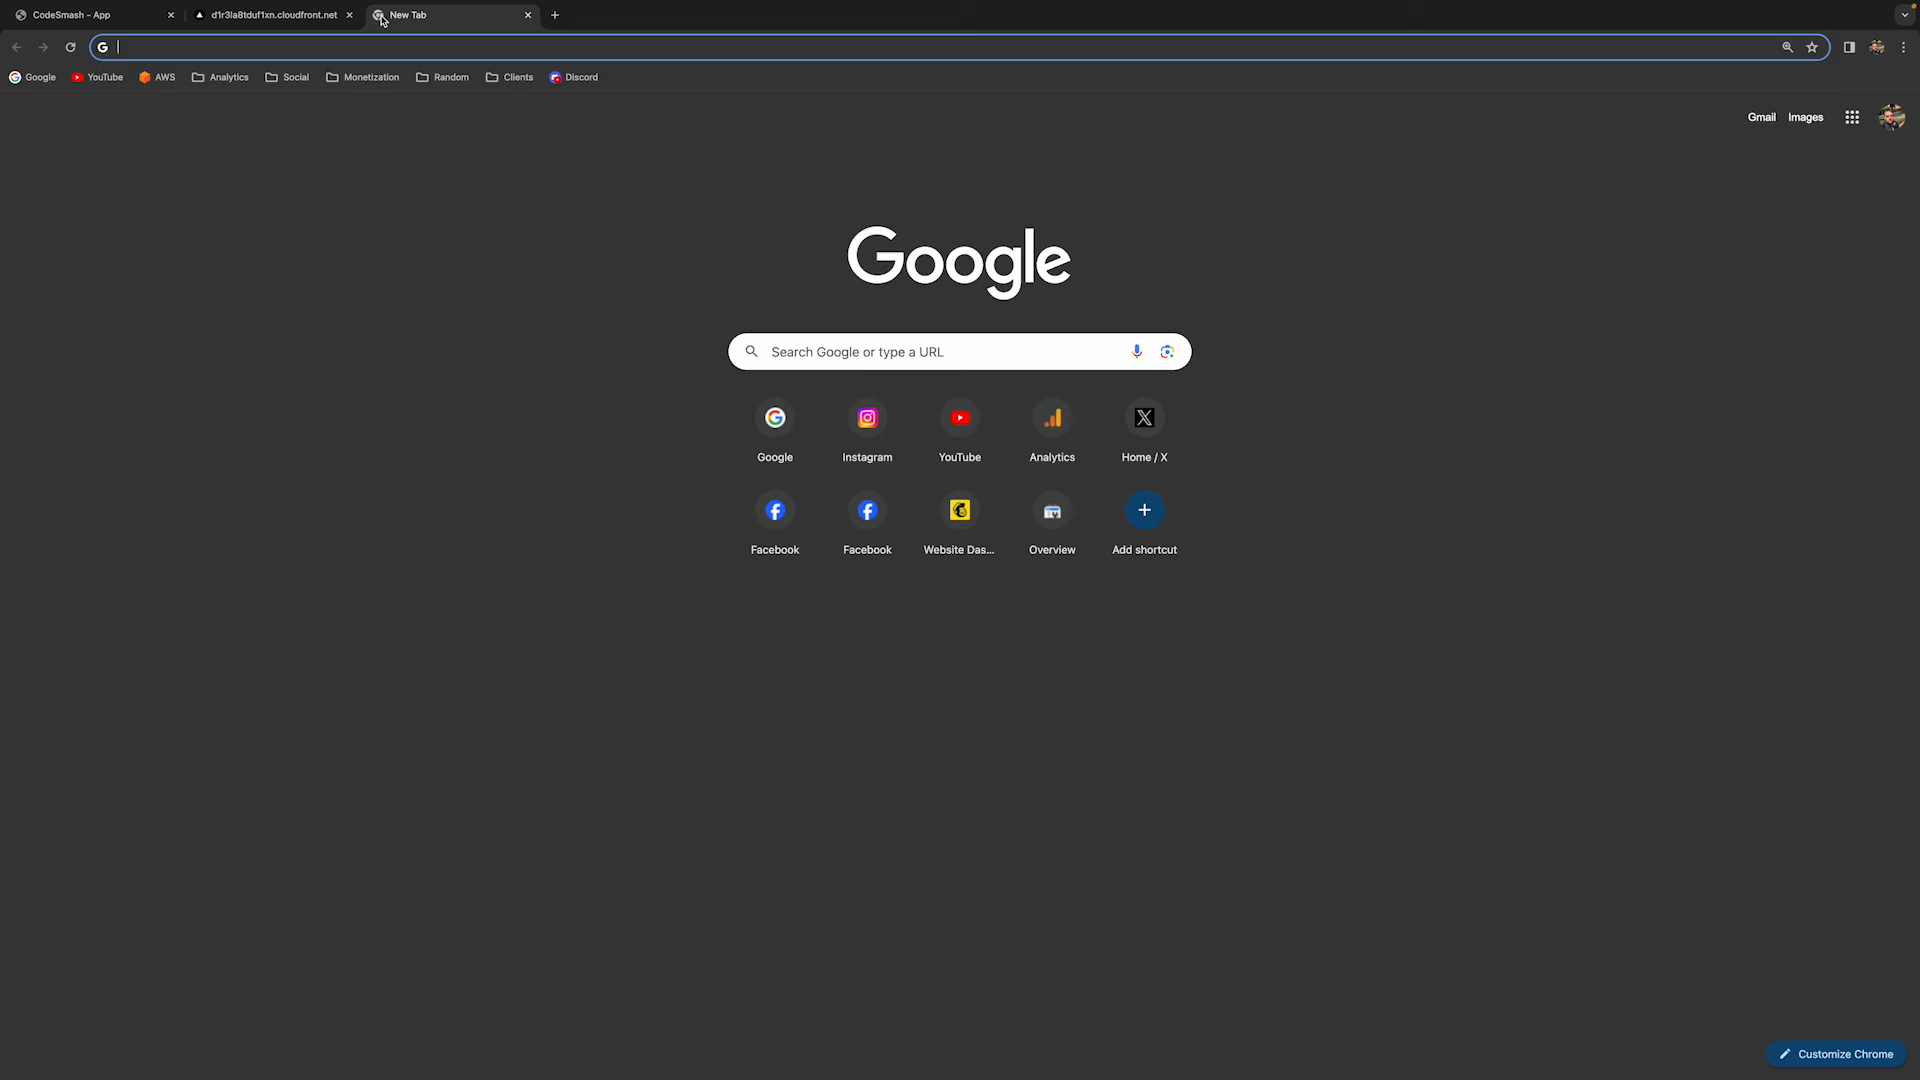 CodeSmash - App
d1r3la8tduf1xn.cloudfront.net
New Tab
Google
YouTube
AWS
Analytics
Social
Monetization
Random
Clients
Discord
Gmail
Images
Google
Search Google or type a URL
Google
Instagram
YouTube
Analytics
Home / X
Facebook
Facebook
Website Das...
Overview
Add shortcut
Customize Chrome